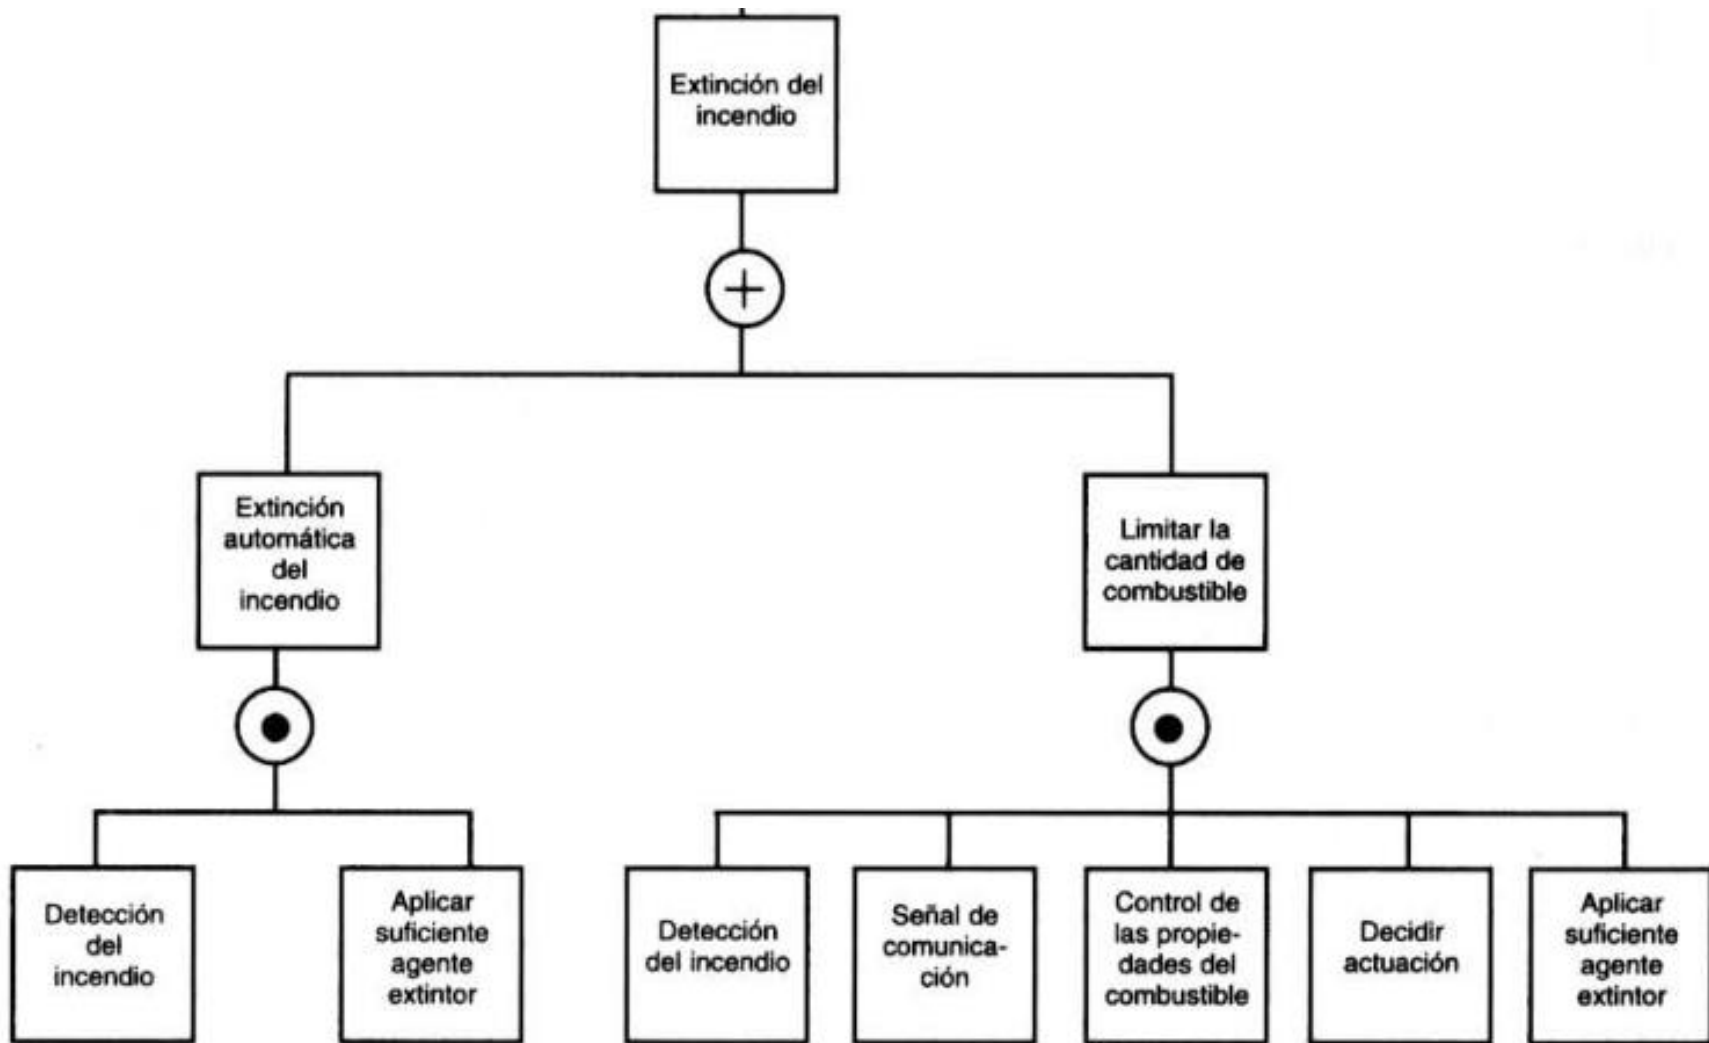 Extinción del
incendio
Extinción
automática
del
incendio
Limitar la
cantidad de
combustible
Detección
del
incendio
Aplicar
suficiente
agente
extintor
Detección
del incendio
Señal de
comunica-
ción
Control de
las propie-
dades del
combustible
Decidir
actuación
Aplicar
suficiente
agente
extintor